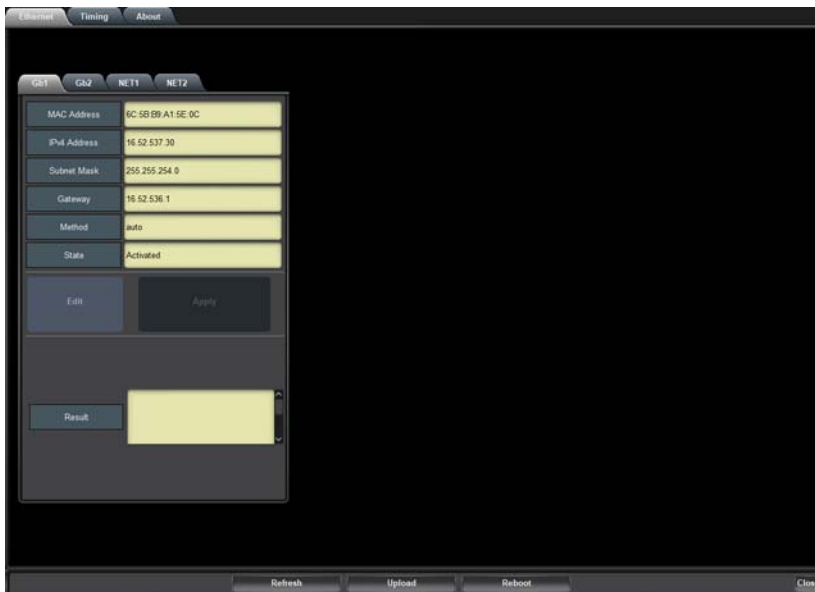 Ethernet Timing About
Gb1 Gb2 NET1 NET2
MAC Address 6C:5B:B9:A1:5E:0C
IPv4 Address 16.52.537.30
Subnet Mask 255.255.254.0
Gateway 16.52.536.1
Method auto
State Activated
Edit Apply
Result
Refresh Upload Reboot Clos